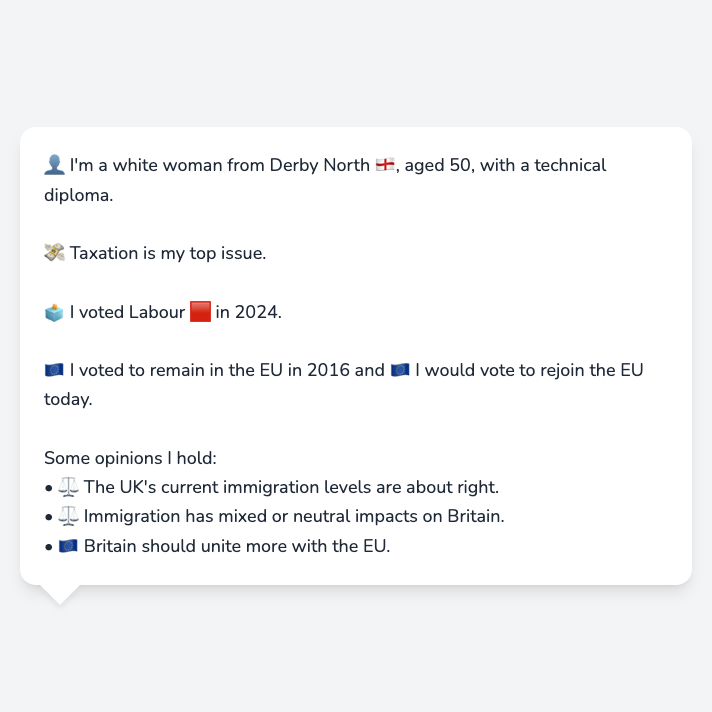 👤 I'm a white woman from Derby North 🏴󠁧󠁢󠁥󠁮󠁧󠁿, aged 50, with a technical
diploma.
💸 Taxation is my top issue.
🗳️ I voted Labour 🟥 in 2024.
🇪🇺 I voted to remain in the EU in 2016 and 🇪🇺 I would vote to rejoin the EU
today.
Some opinions I hold:
• ⚖️ The UK's current immigration levels are about right.
• ⚖️ Immigration has mixed or neutral impacts on Britain.
• 🇪🇺 Britain should unite more with the EU.